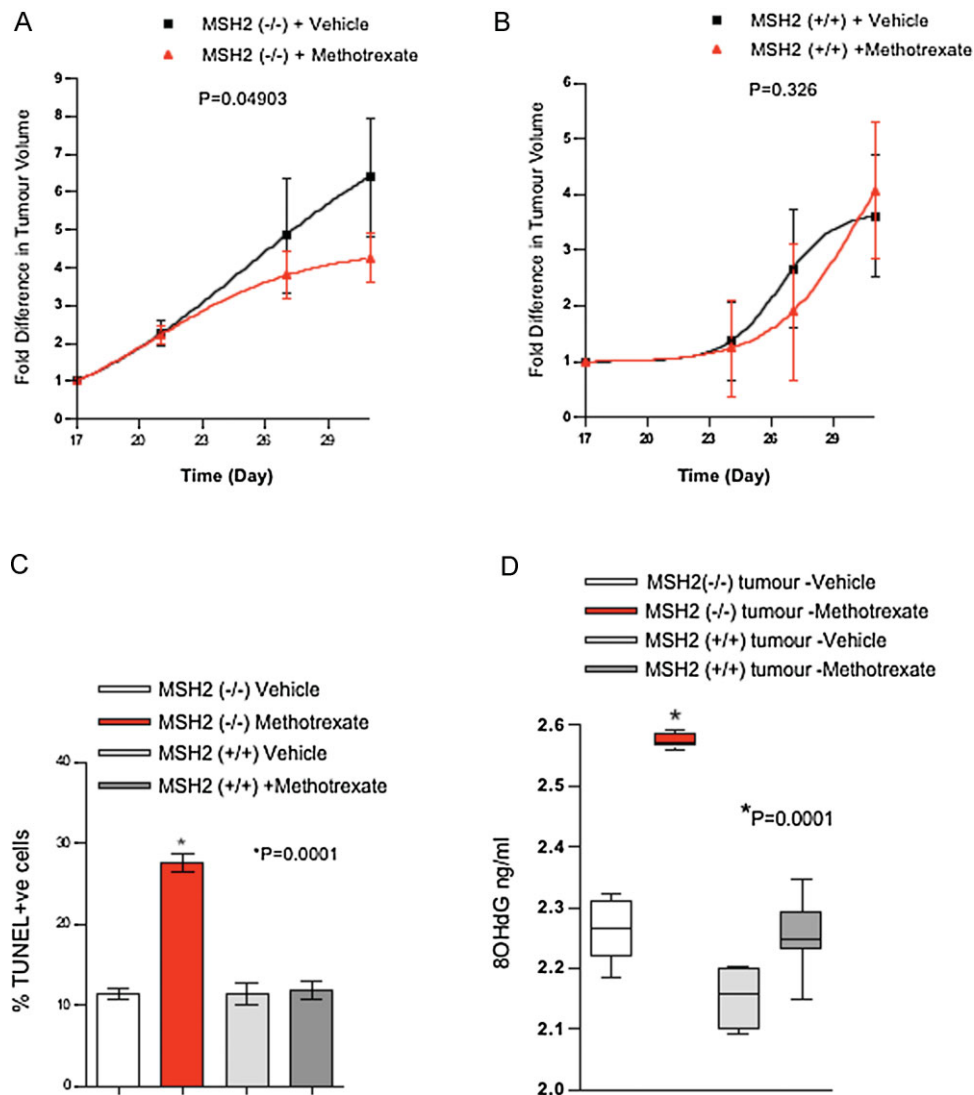 A
MSH2 (-/-) + Vehicle
MSH2 (-/-) + Methotrexate
P=0.04903
Fold Difference in Tumour Volume
9
8
7
6
5
4
3
2
1
0
17
20
23
26
29
Time (Day)
B
MSH2 (+/+) + Vehicle
MSH2 (+/+) +Methotrexate
P=0.326
Fold Difference in Tumour Volume
6
5
4
3
2
1
0
17
20
23
26
29
Time (Day)
C
MSH2 (-/-) Vehicle
MSH2 (-/-) Methotrexate
MSH2 (+/+) Vehicle
MSH2 (+/+) +Methotrexate
*
*P=0.0001
% TUNEL+ve cells
40
30
20
10
0
D
MSH2(-/-) tumour -Vehicle
MSH2 (-/-) tumour -Methotrexate
MSH2 (+/+) tumour -Vehicle
MSH2 (+/+) tumour -Methotrexate
*
*P=0.0001
8OHdG ng/ml
2.6
2.5
2.4
2.3
2.2
2.1
2.0